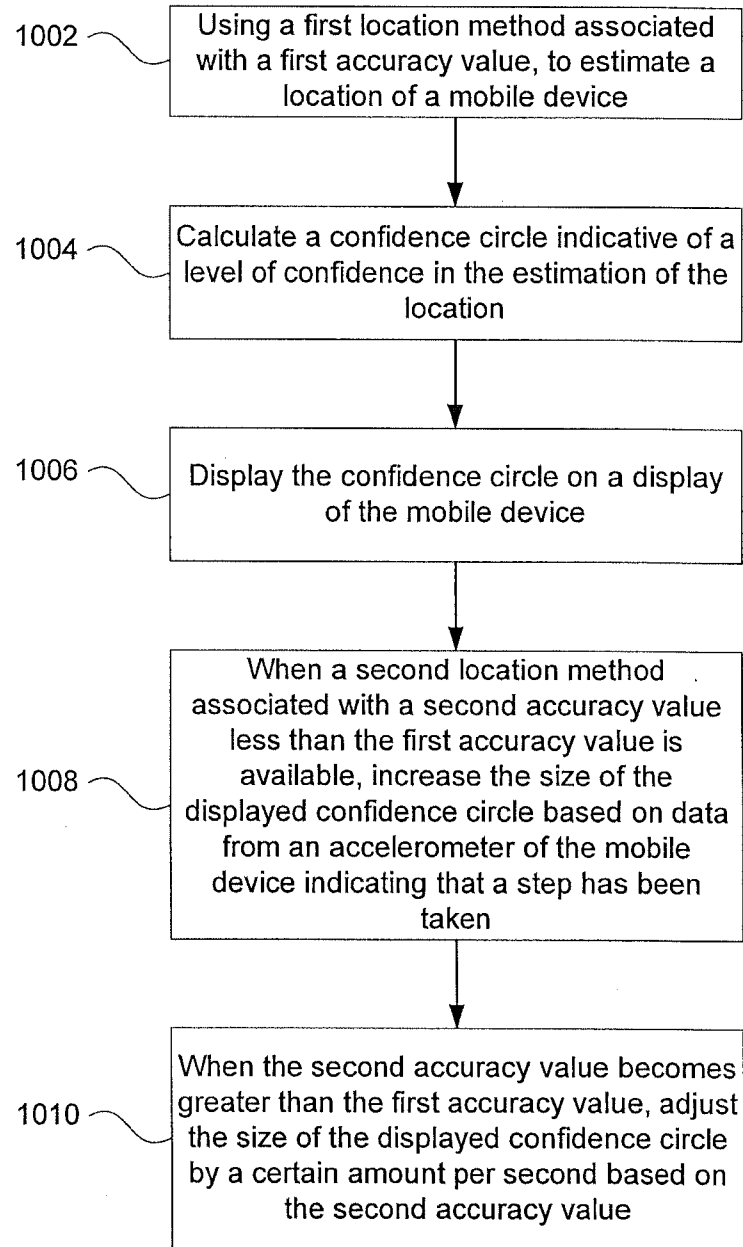 1002
Using a first location method associated
with a first accuracy value, to estimate a
location of a mobile device
1004
Calculate a confidence circle indicative of a
level of confidence in the estimation of the
location
1006
Display the confidence circle on a display
of the mobile device
1008
When a second location method
associated with a second accuracy value
less than the first accuracy value is
available, increase the size of the
displayed confidence circle based on data
from an accelerometer of the mobile
device indicating that a step has been
taken
1010
When the second accuracy value becomes
greater than the first accuracy value, adjust
the size of the displayed confidence circle
by a certain amount per second based on
the second accuracy value